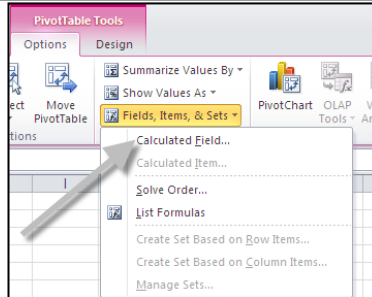 PivotTable Tools
Options Design
Summarize Values By
Show Values As
Fields, Items, & Sets
ect Move PivotTable
PivotChart OLAP Tools
tions
Calculated Field...
Calculated Item...
I
Solve Order...
List Formulas
Create Set Based on Row Items...
Create Set Based on Column Items...
Manage Sets...